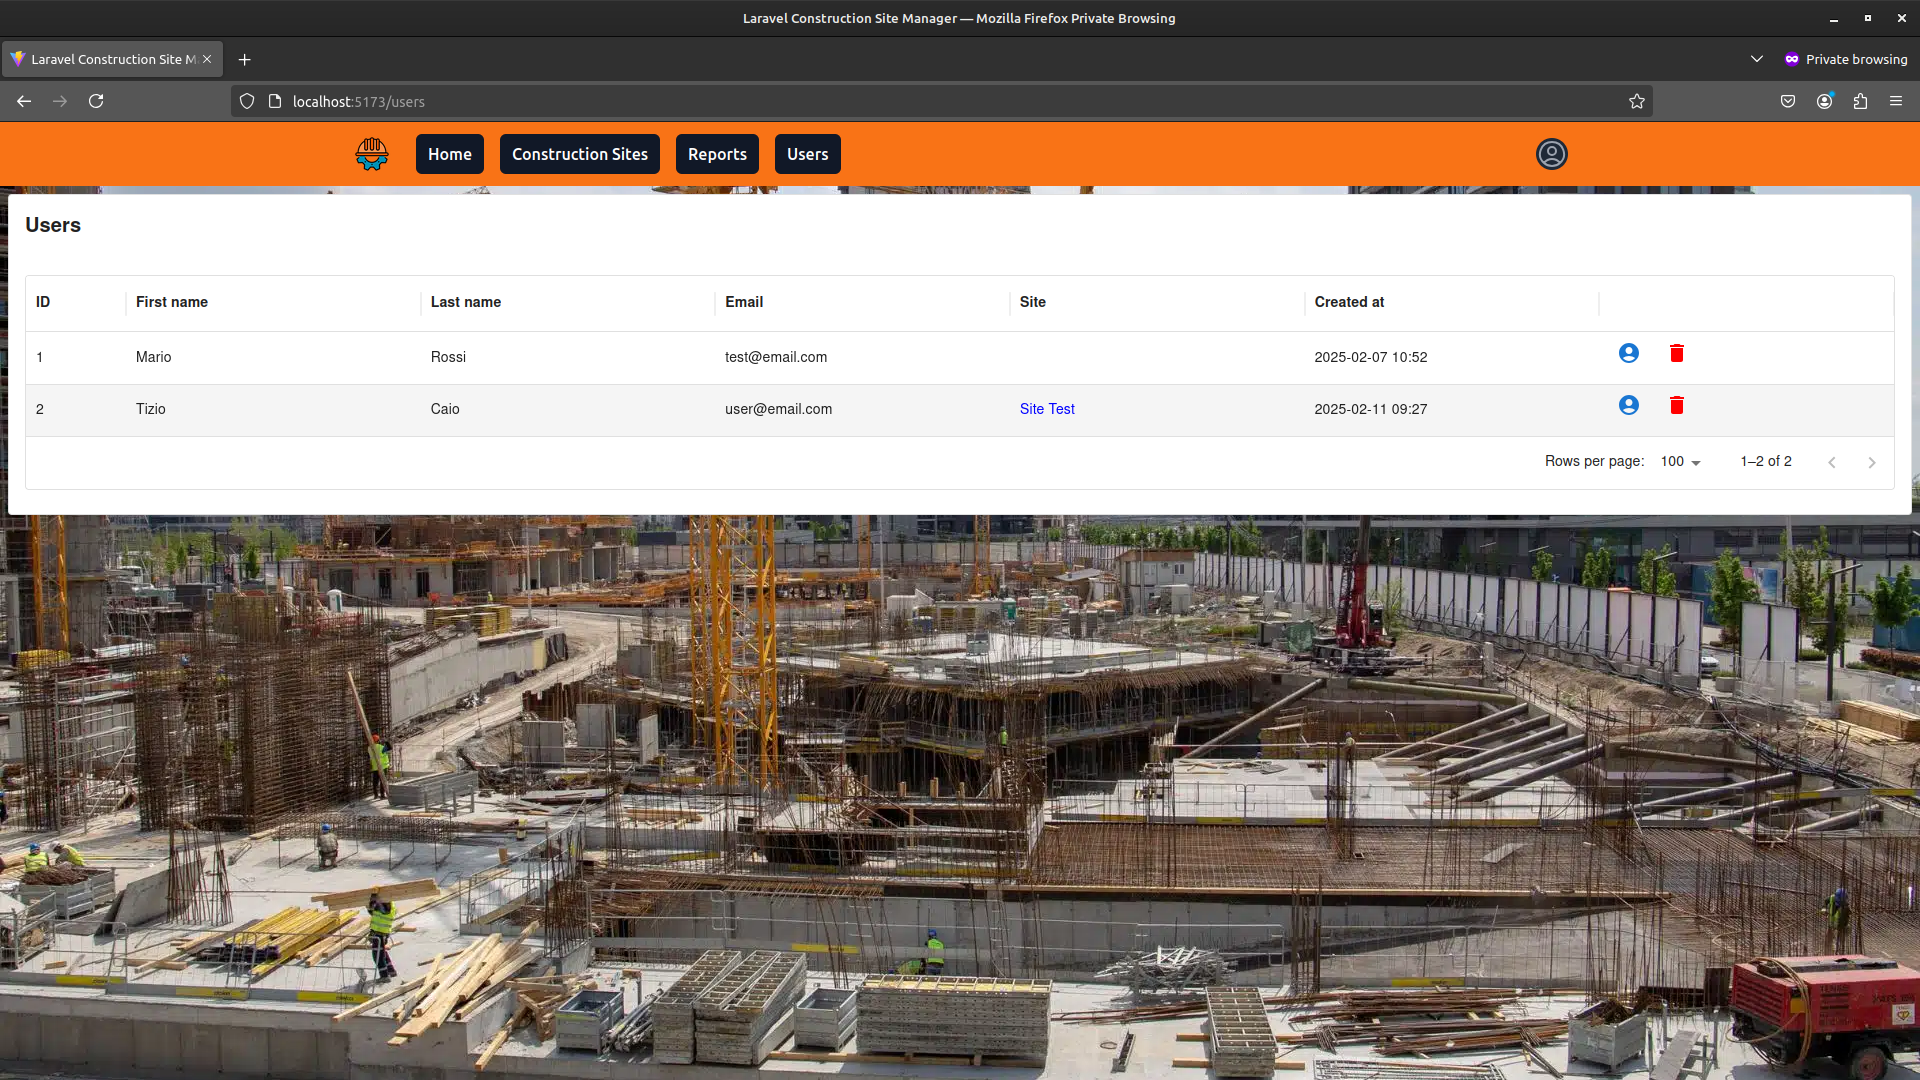 Laravel Construction Site Manager — Mozilla Firefox Private Browsing
Laravel Construction Site M
Private browsing
localhost:5173/users
Home
Construction Sites
Reports
Users
Users
ID First name Last name Email Site Created at
1 Mario Rossi test@email.com 2025-02-07 10:52
2 Tizio Caio user@email.com Site Test 2025-02-11 09:27
Rows per page: 100 1–2 of 2